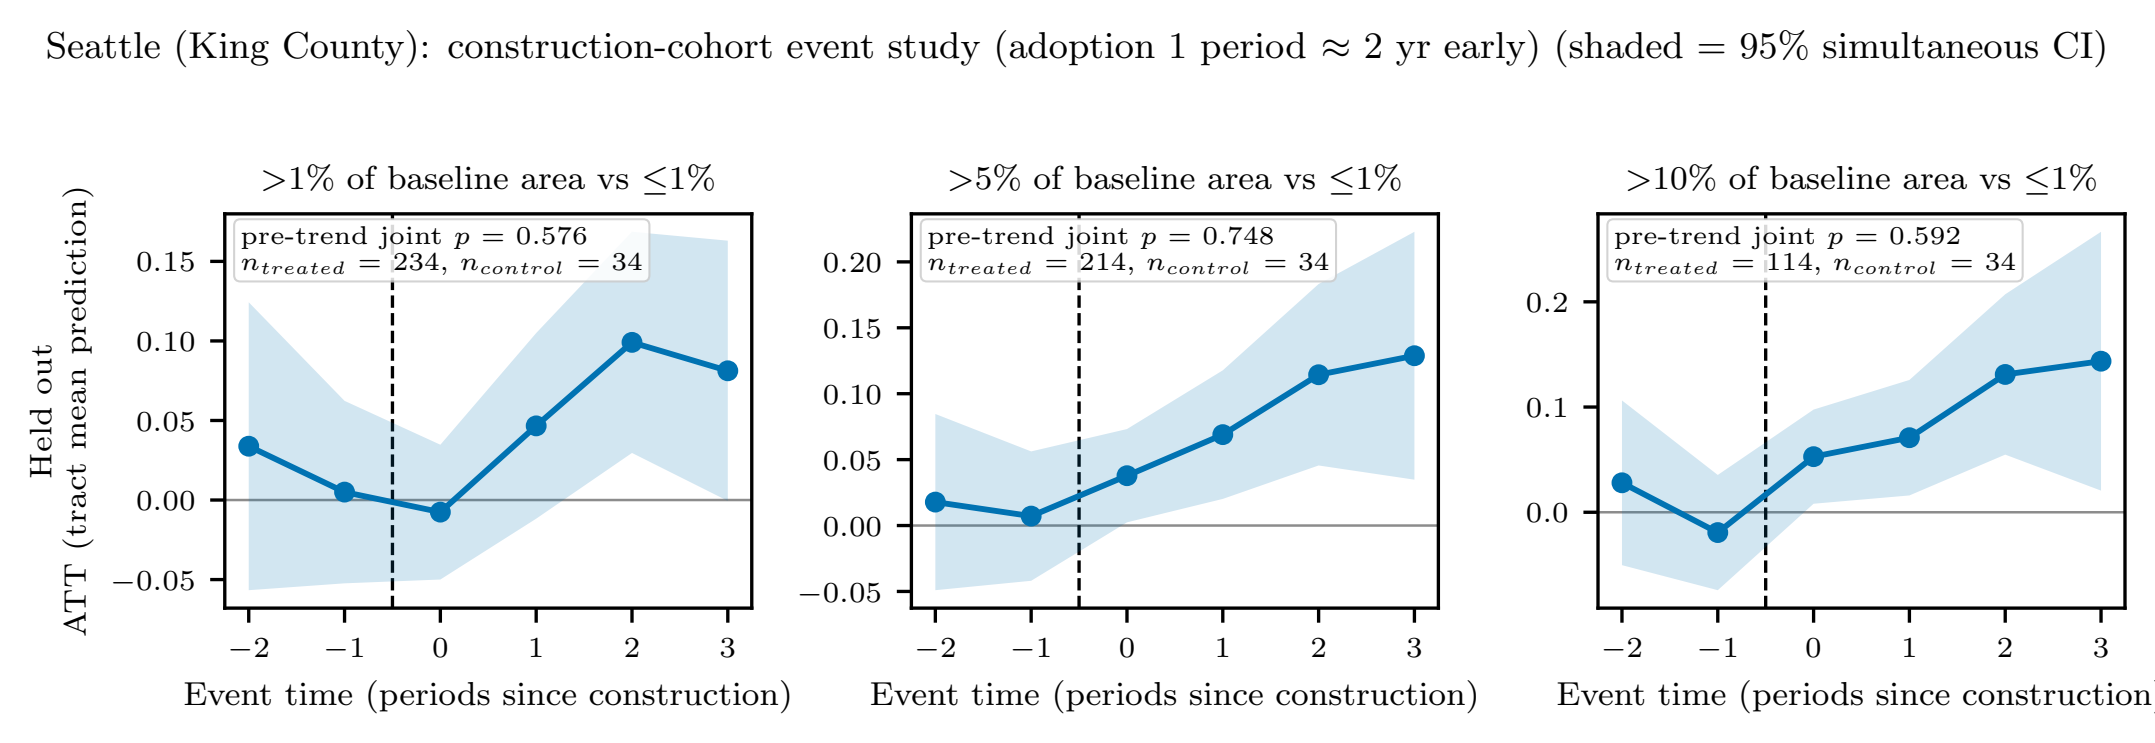 Seattle (King County): construction-cohort event study (adoption 1 period ≈ 2 yr early) (shaded = 95% simultaneous CI)
Held out
ATT (tract mean prediction)
>1% of baseline area vs ≤1%
pre-trend joint p = 0.576
n_treated = 234, n_control = 34
0.15
0.10
0.05
0.00
−0.05
−2 −1 0 1 2 3
Event time (periods since construction)
>5% of baseline area vs ≤1%
pre-trend joint p = 0.748
n_treated = 214, n_control = 34
0.20
0.15
0.10
0.05
0.00
−0.05
−2 −1 0 1 2 3
Event time (periods since construction)
>10% of baseline area vs ≤1%
pre-trend joint p = 0.592
n_treated = 114, n_control = 34
0.2
0.1
0.0
−2 −1 0 1 2 3
Event time (periods since construction)